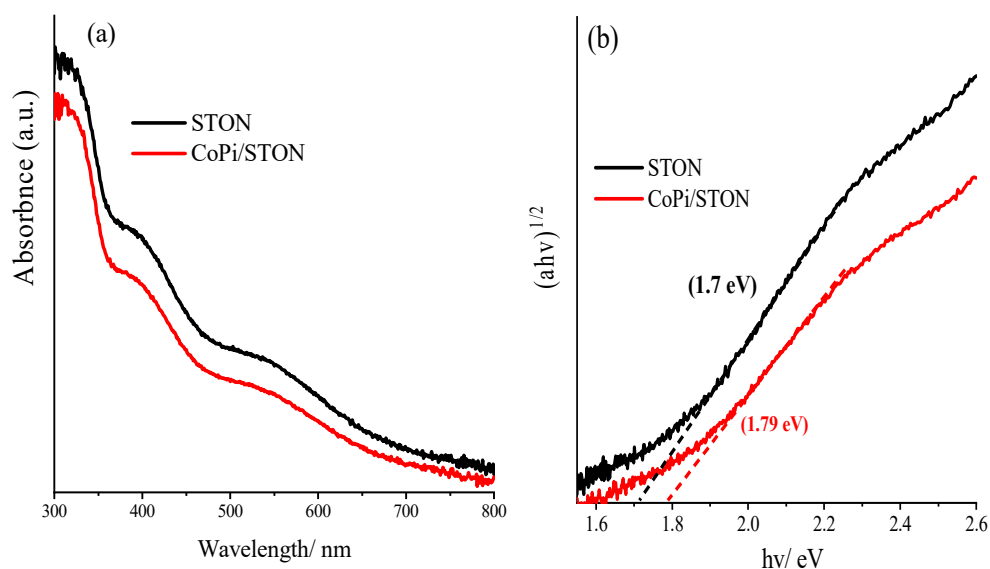 (a)
STON
CoPi/STON
Absorbnce (a.u.)
300 400 500 600 700 800
Wavelength/ nm
(b)
STON
CoPi/STON
(ahv)1/2
(1.7 eV)
(1.79 eV)
1.6 1.8 2.0 2.2 2.4 2.6
hv/ eV